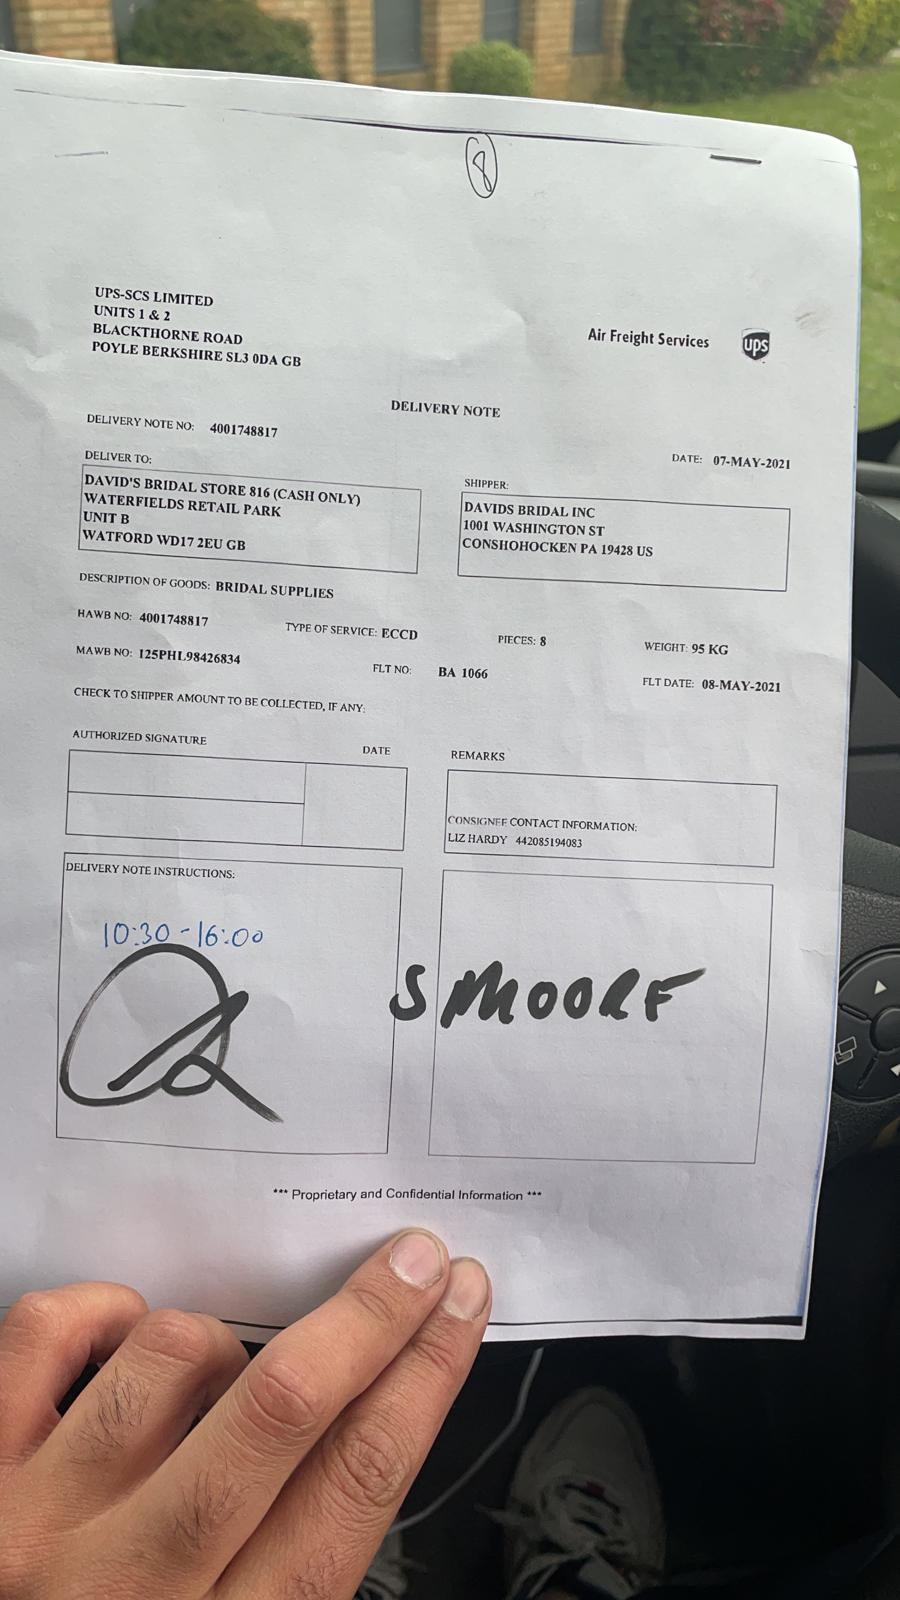 8
UPS-SCS LIMITED
UNITS 1 & 2
BLACKTHORNE ROAD
POYLE BERKSHIRE SL3 0DA GB
Air Freight Services
ups
DELIVERY NOTE
DELIVERY NOTE NO: 4001748817
DATE: 07-MAY-2021
DELIVER TO:
DAVID'S BRIDAL STORE 816 (CASH ONLY)
WATERFIELDS RETAIL PARK
UNIT B
WATFORD WD17 2EU GB
SHIPPER:
DAVIDS BRIDAL INC
1001 WASHINGTON ST
CONSHOHOCKEN PA 19428 US
DESCRIPTION OF GOODS: BRIDAL SUPPLIES
HAWB NO: 4001748817 TYPE OF SERVICE: ECCD PIECES: 8 WEIGHT: 95 KG
MAWB NO: 125PHL98426834 FLT NO: BA 1066 FLT DATE: 08-MAY-2021
CHECK TO SHIPPER AMOUNT TO BE COLLECTED, IF ANY:
AUTHORIZED SIGNATURE DATE
REMARKS
CONSIGNEE CONTACT INFORMATION:
LIZ HARDY 442085194083
DELIVERY NOTE INSTRUCTIONS:
10:30 - 16:00
S MOORE
*** Proprietary and Confidential Information ***